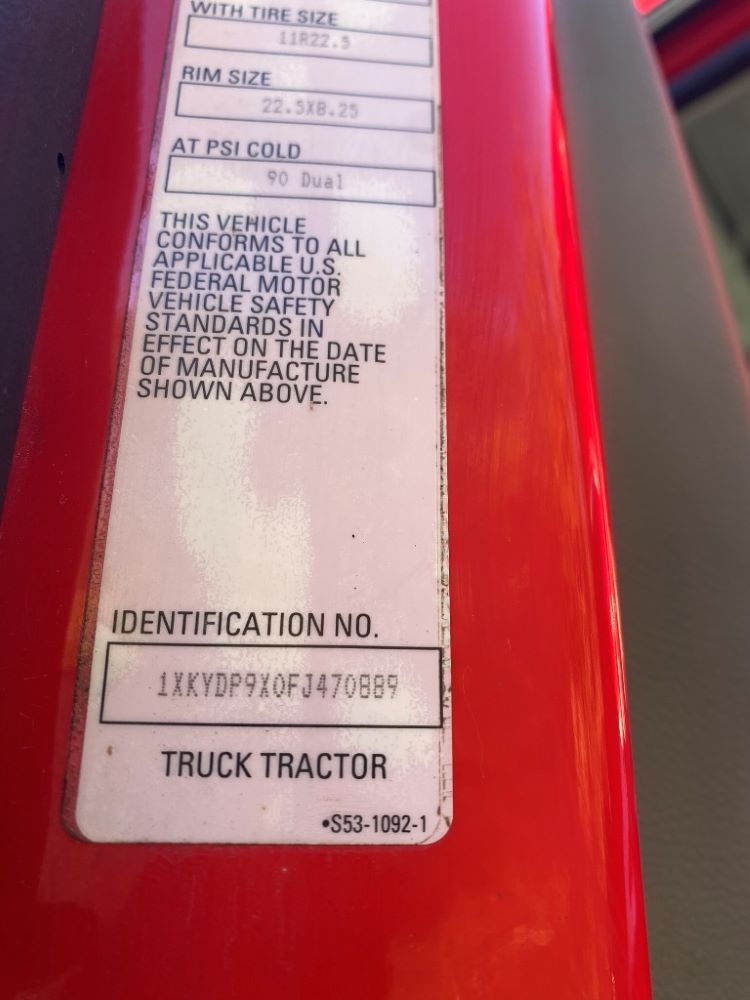 WITH TIRE SIZE
11R22.5
RIM SIZE
22.5X8.25
AT PSI COLD
90 Dual
THIS VEHICLE
CONFORMS TO ALL
APPLICABLE U.S.
FEDERAL MOTOR
VEHICLE SAFETY
STANDARDS IN
EFFECT ON THE DATE
OF MANUFACTURE
SHOWN ABOVE.
IDENTIFICATION NO.
1XKYDP9X0FJ470889
TRUCK TRACTOR
•S53-1092-1